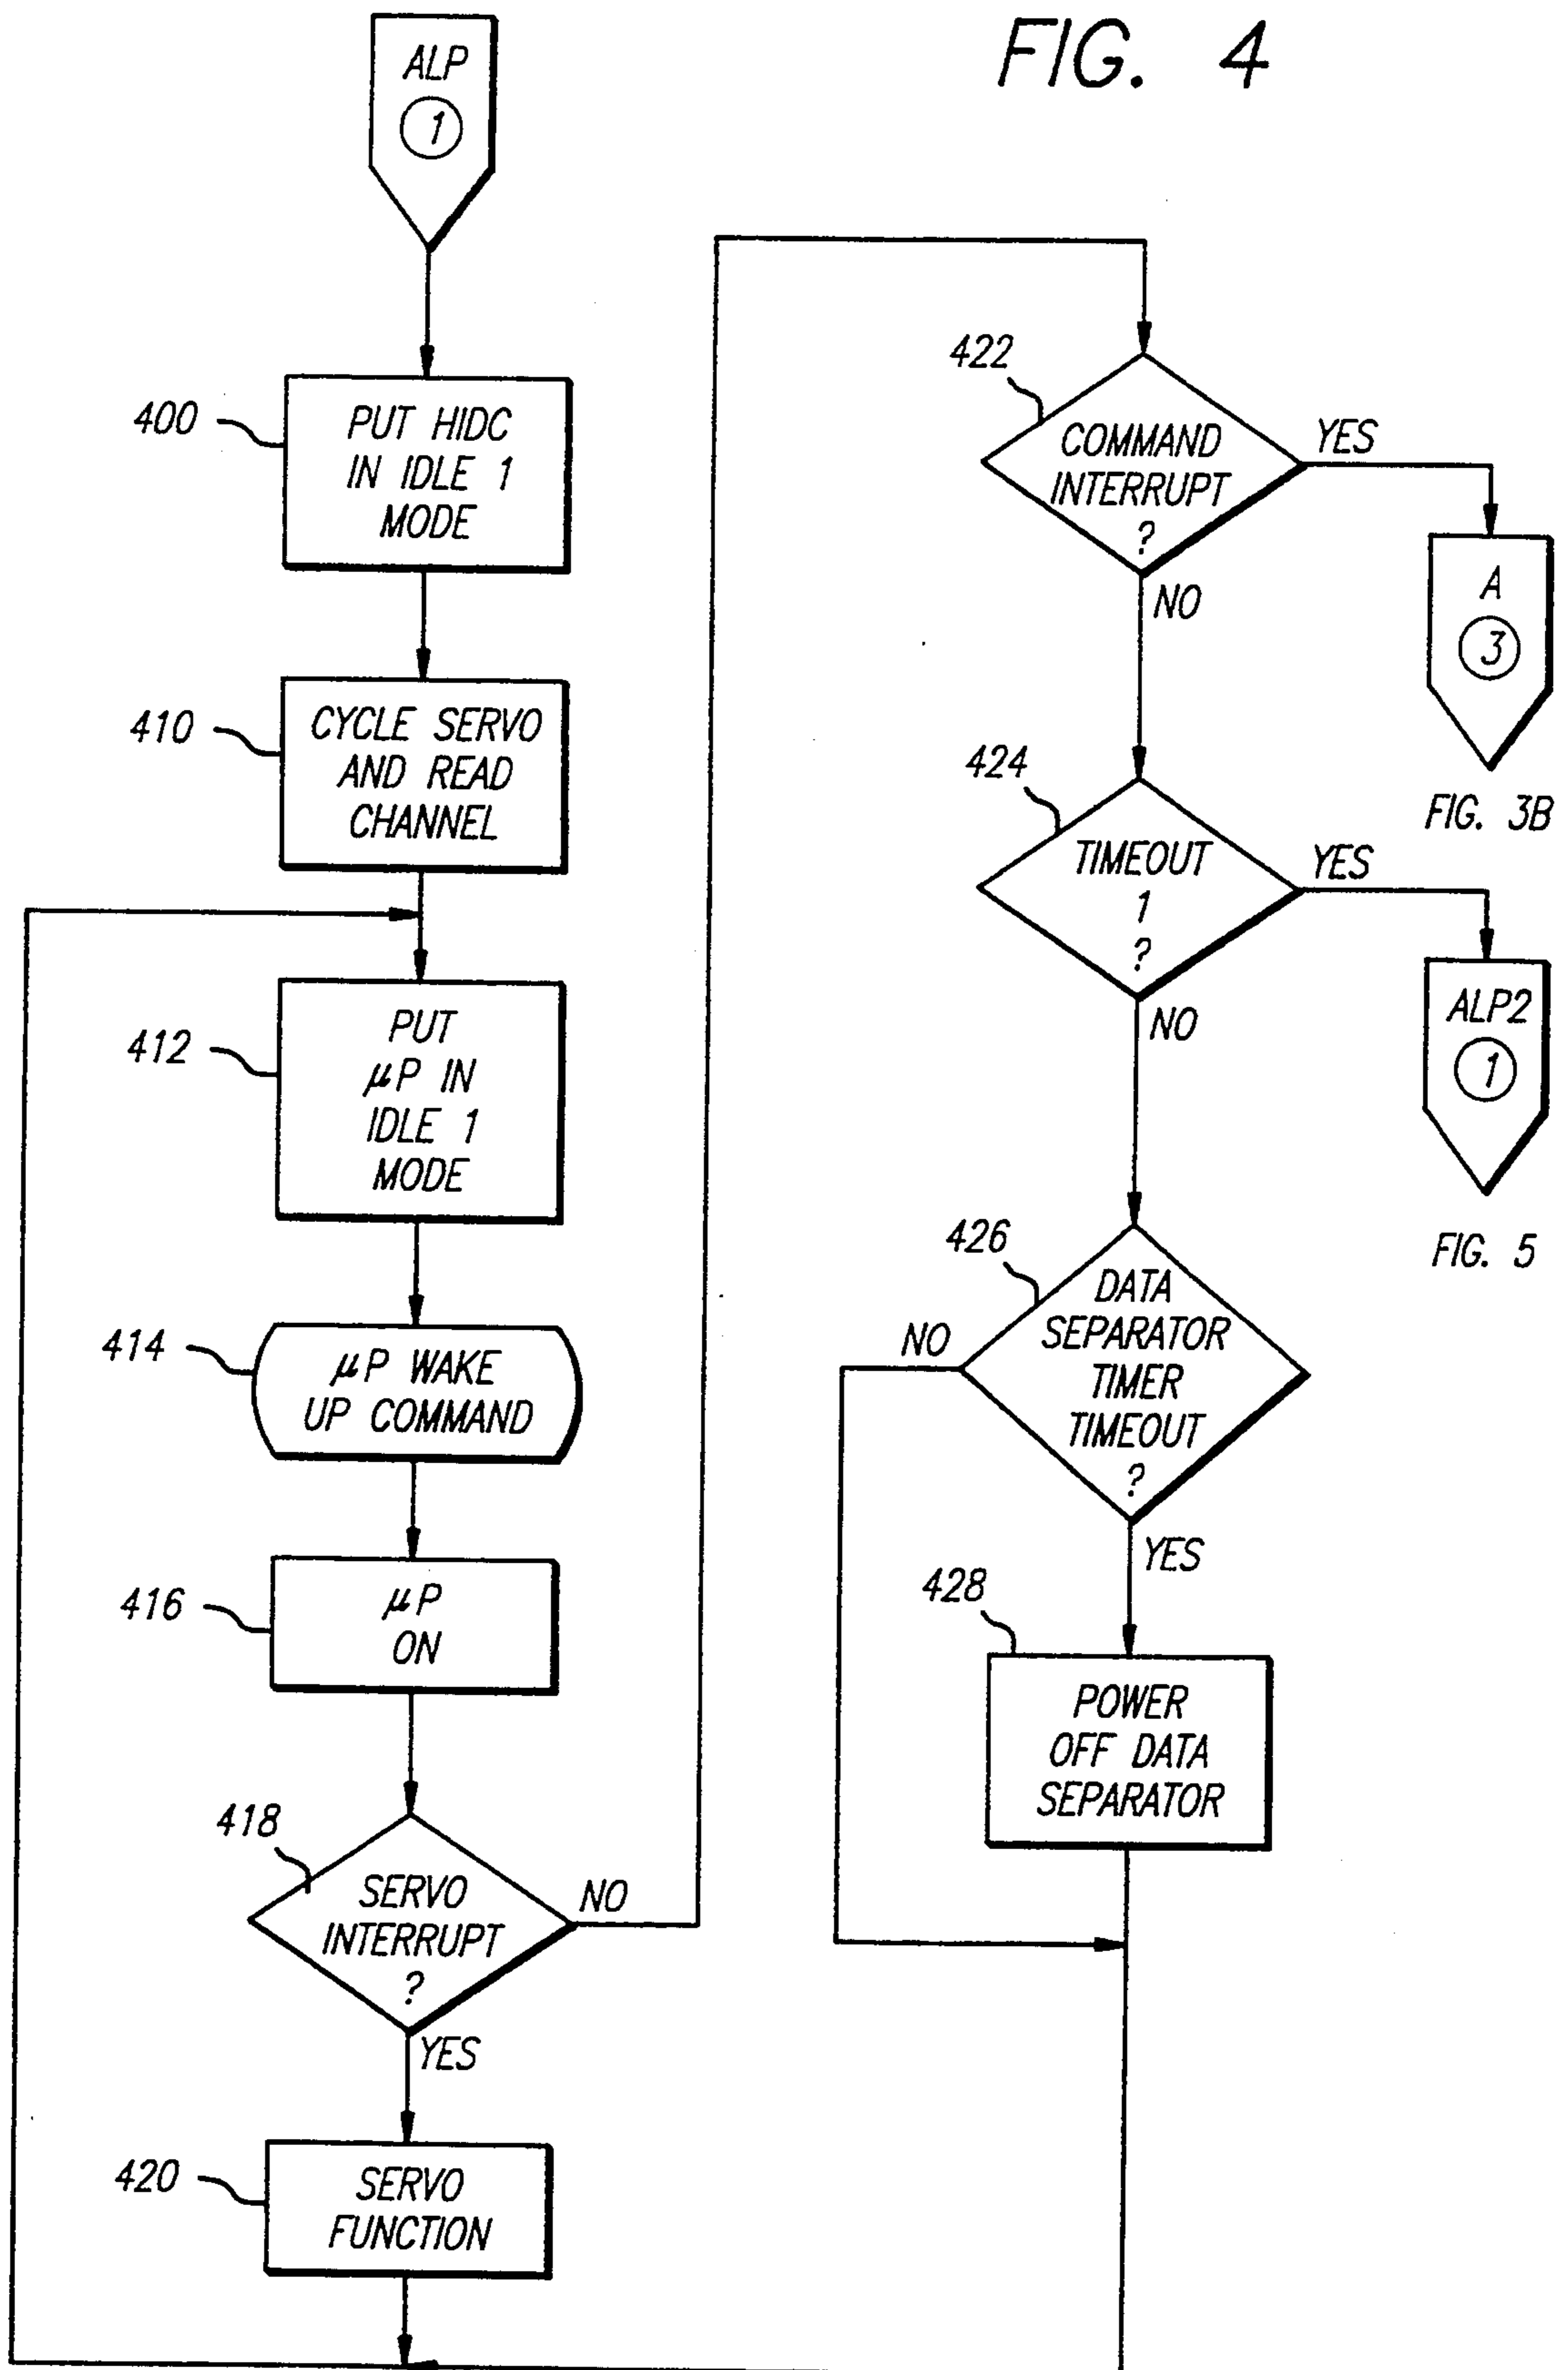 FIG. 4
ALP
1
400
PUT HIDC
IN IDLE 1
MODE
410
CYCLE SERVO
AND READ
CHANNEL
412
PUT
μP IN
IDLE 1
MODE
414
μP WAKE
UP COMMAND
416
μP
ON
418
SERVO
INTERRUPT
?
NO
YES
420
SERVO
FUNCTION
422
COMMAND
INTERRUPT
?
YES
NO
A
3
FIG. 3B
424
TIMEOUT
1
?
YES
NO
ALP2
1
FIG. 5
426
DATA
SEPARATOR
TIMER
TIMEOUT
?
NO
YES
428
POWER
OFF DATA
SEPARATOR